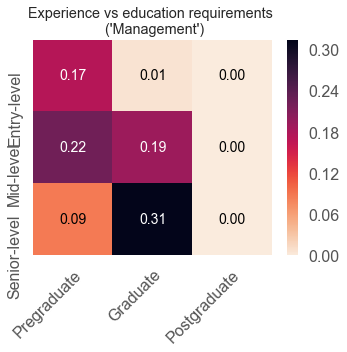 Experience vs education requirements
('Management')
Entry-level
Mid-level
Senior-level
0.17 0.01 0.00
0.22 0.19 0.00
0.09 0.31 0.00
Pregraduate
Graduate
Postgraduate
0.30
0.24
0.18
0.12
0.06
0.00